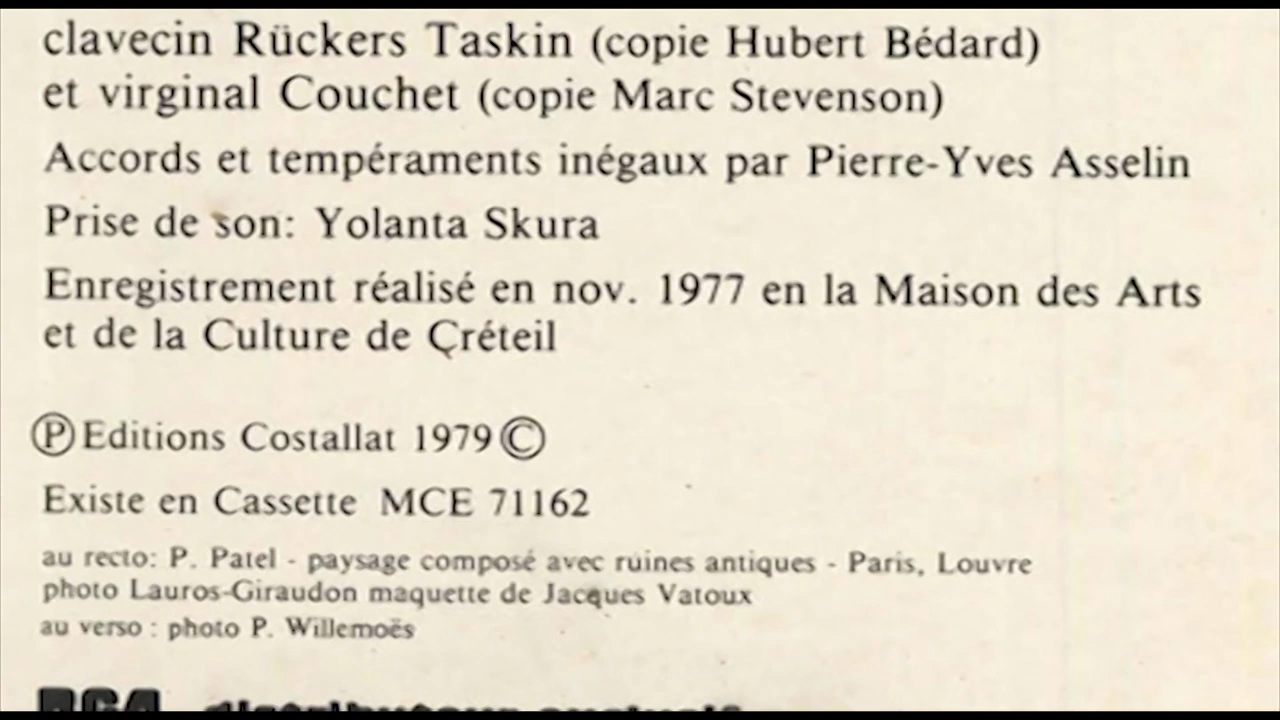 clavecin Rückers Taskin (copie Hubert Bédard)
et virginal Couchet (copie Marc Stevenson)
Accords et tempéraments inégaux par Pierre-Yves Asselin
Prise de son: Yolanta Skura
Enregistrement réalisé en nov. 1977 en la Maison des Arts
et de la Culture de Çréteil
Ⓟ Editions Costallat 1979 ©
Existe en Cassette MCE 71162
au recto: P. Patel - paysage composé avec ruines antiques - Paris, Louvre
photo Lauros-Giraudon maquette de Jacques Vatoux
au verso : photo P. Willemoës